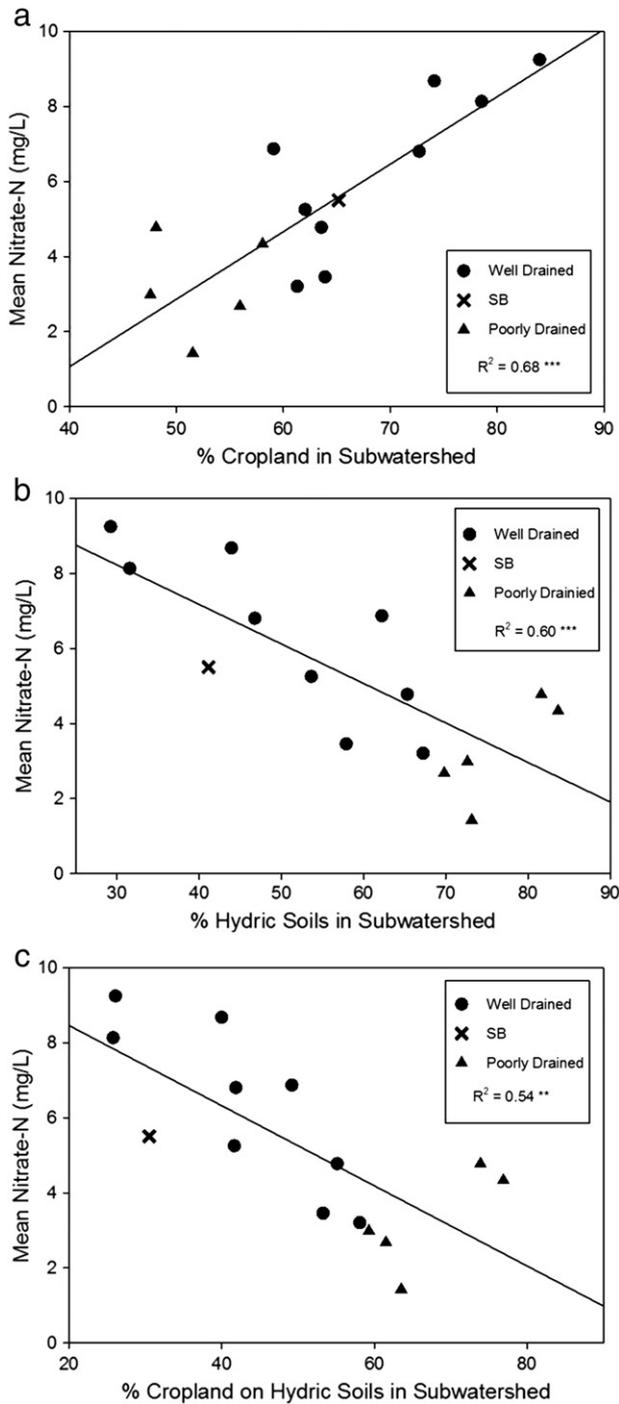 a
10
8
6
4
2
0
Mean Nitrate-N (mg/L)
Well Drained
SB
Poorly Drained
R² = 0.68 ***
40 50 60 70 80 90
% Cropland in Subwatershed
b
10
8
6
4
2
0
Mean Nitrate-N (mg/L)
Well Drained
SB
Poorly Drainied
R² = 0.60 ***
30 40 50 60 70 80 90
% Hydric Soils in Subwatershed
c
10
8
6
4
2
0
Mean Nitrate-N (mg/L)
Well Drained
SB
Poorly Drained
R² = 0.54 **
20 40 60 80
% Cropland on Hydric Soils in Subwatershed